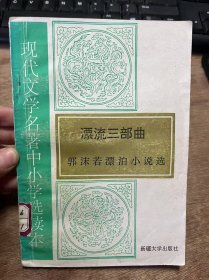 现代文学名著中小学选读本
漂流三部曲
郭沫若漂泊小说选
新疆大学出版社